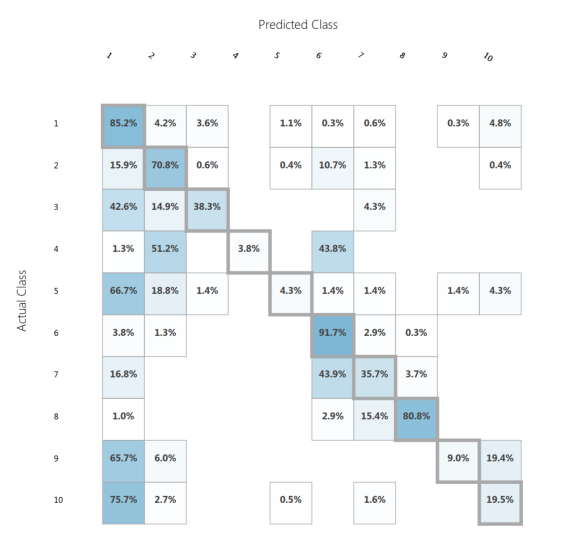 Predicted Class
1 2 3 4 5 6 7 8 9 10
1 85.2% 4.2% 3.6% 1.1% 0.3% 0.6% 0.3% 4.8%
2 15.9% 70.8% 0.6% 0.4% 10.7% 1.3% 0.4%
3 42.6% 14.9% 38.3% 4.3%
4 1.3% 51.2% 3.8% 43.8%
Actual Class
5 66.7% 18.8% 1.4% 4.3% 1.4% 1.4% 1.4% 4.3%
6 3.8% 1.3% 91.7% 2.9% 0.3%
7 16.8% 43.9% 35.7% 3.7%
8 1.0% 2.9% 15.4% 80.8%
9 65.7% 6.0% 9.0% 19.4%
10 75.7% 2.7% 0.5% 1.6% 19.5%